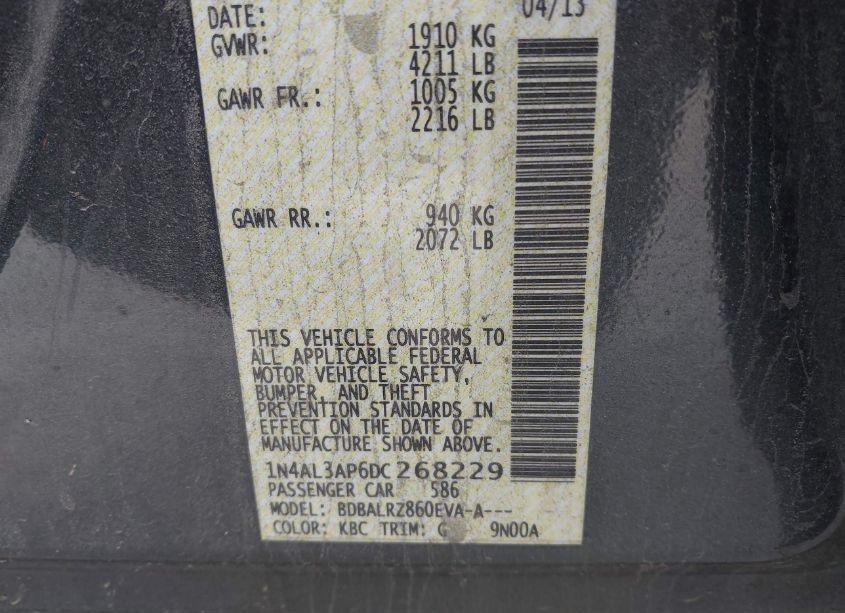 DATE: 04/13
GVWR: 1910 KG
4211 LB
GAWR FR.: 1005 KG
2216 LB
GAWR RR.: 940 KG
2072 LB
THIS VEHICLE CONFORMS TO
ALL APPLICABLE FEDERAL
MOTOR VEHICLE SAFETY,
BUMPER, AND THEFT
PREVENTION STANDARDS IN
EFFECT ON THE DATE OF
MANUFACTURE SHOWN ABOVE.
1N4AL3AP6DC268229
PASSENGER CAR 586
MODEL: BDBALRZ860EVA-A---
COLOR: KBC TRIM: G 9N00A